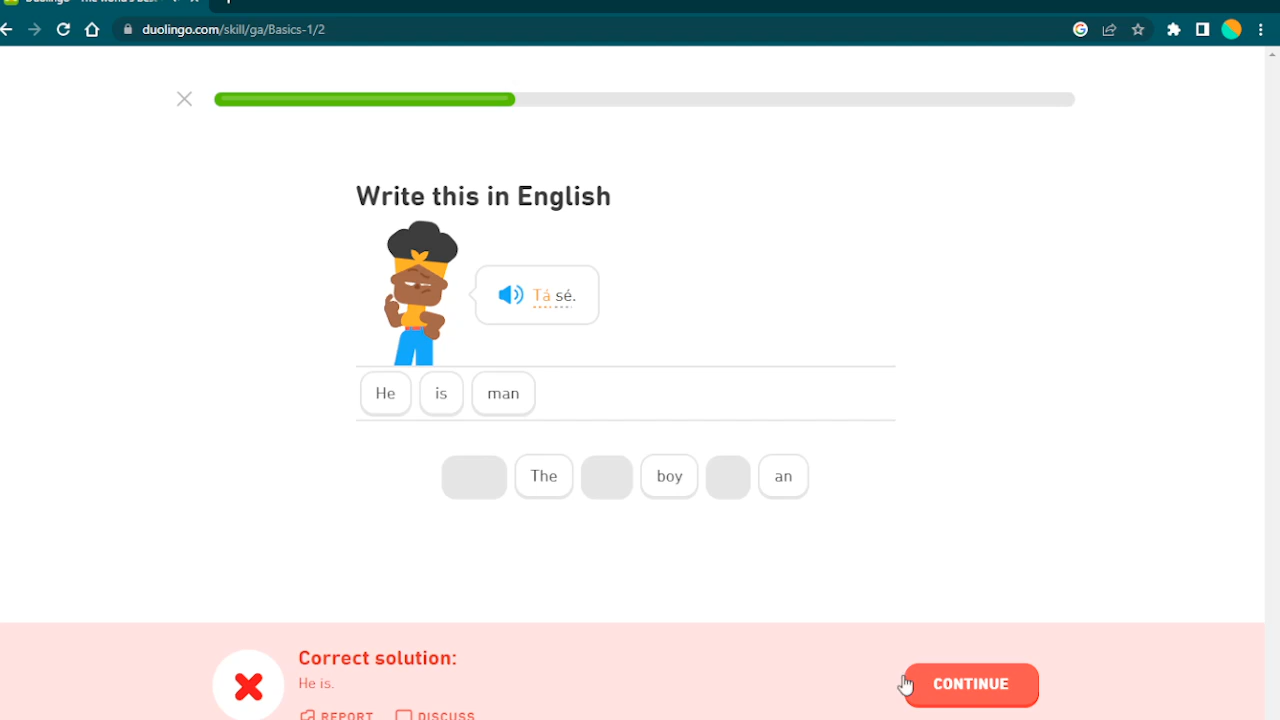 duolingo.com/skill/ga/Basics-1/2
Write this in English
Tá sé.
He is man
The boy an
Correct solution:
He is.
CONTINUE
REPORT DISCUSS